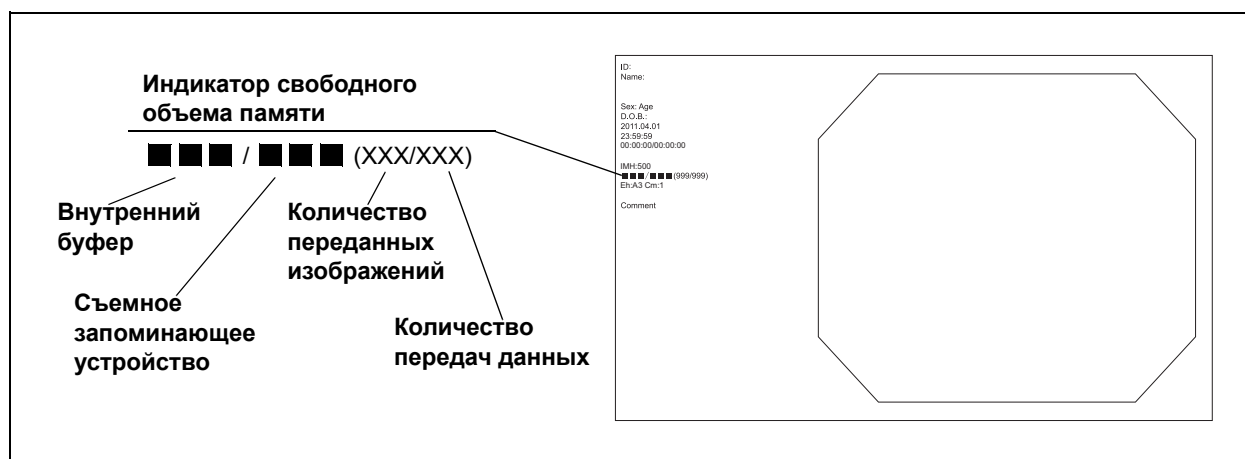 Индикатор свободного
объема памяти
■■■ / ■■■ (XXX/XXX)
Внутренний
буфер
Количество
переданных
изображений
Съемное
запоминающее
устройство
Количество
передач данных
ID:
Name:
Sex: Age
D.O.B.:
2011.04.01
23:59:59
00:00:00/00:00:00
IMH:500
■■■/■■■(999/999)
Eh:A3 Cm:1
Comment